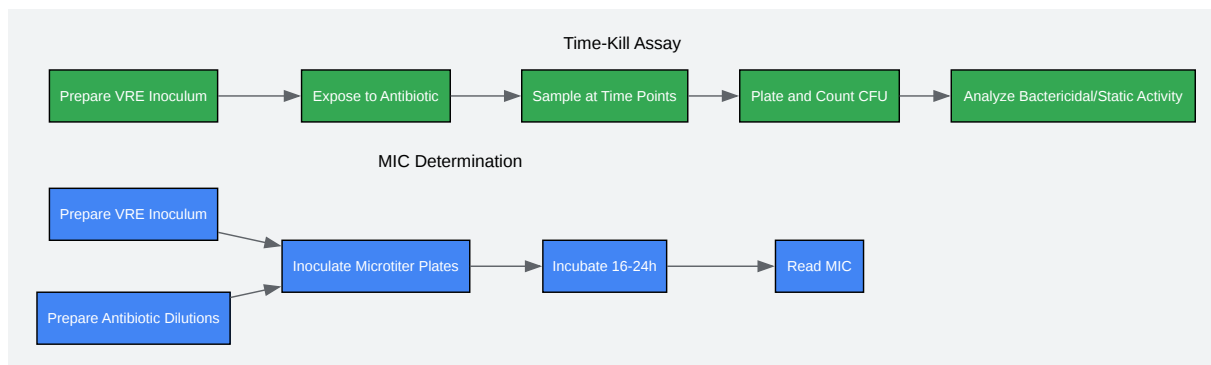 Time-Kill Assay
Prepare VRE Inoculum
Expose to Antibiotic
Sample at Time Points
Plate and Count CFU
Analyze Bactericidal/Static Activity
MIC Determination
Prepare VRE Inoculum
Prepare Antibiotic Dilutions
Inoculate Microtiter Plates
Incubate 16-24h
Read MIC